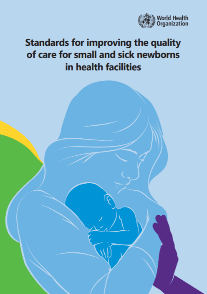 World Health
Organization
Standards for improving the quality
of care for small and sick newborns
in health facilities